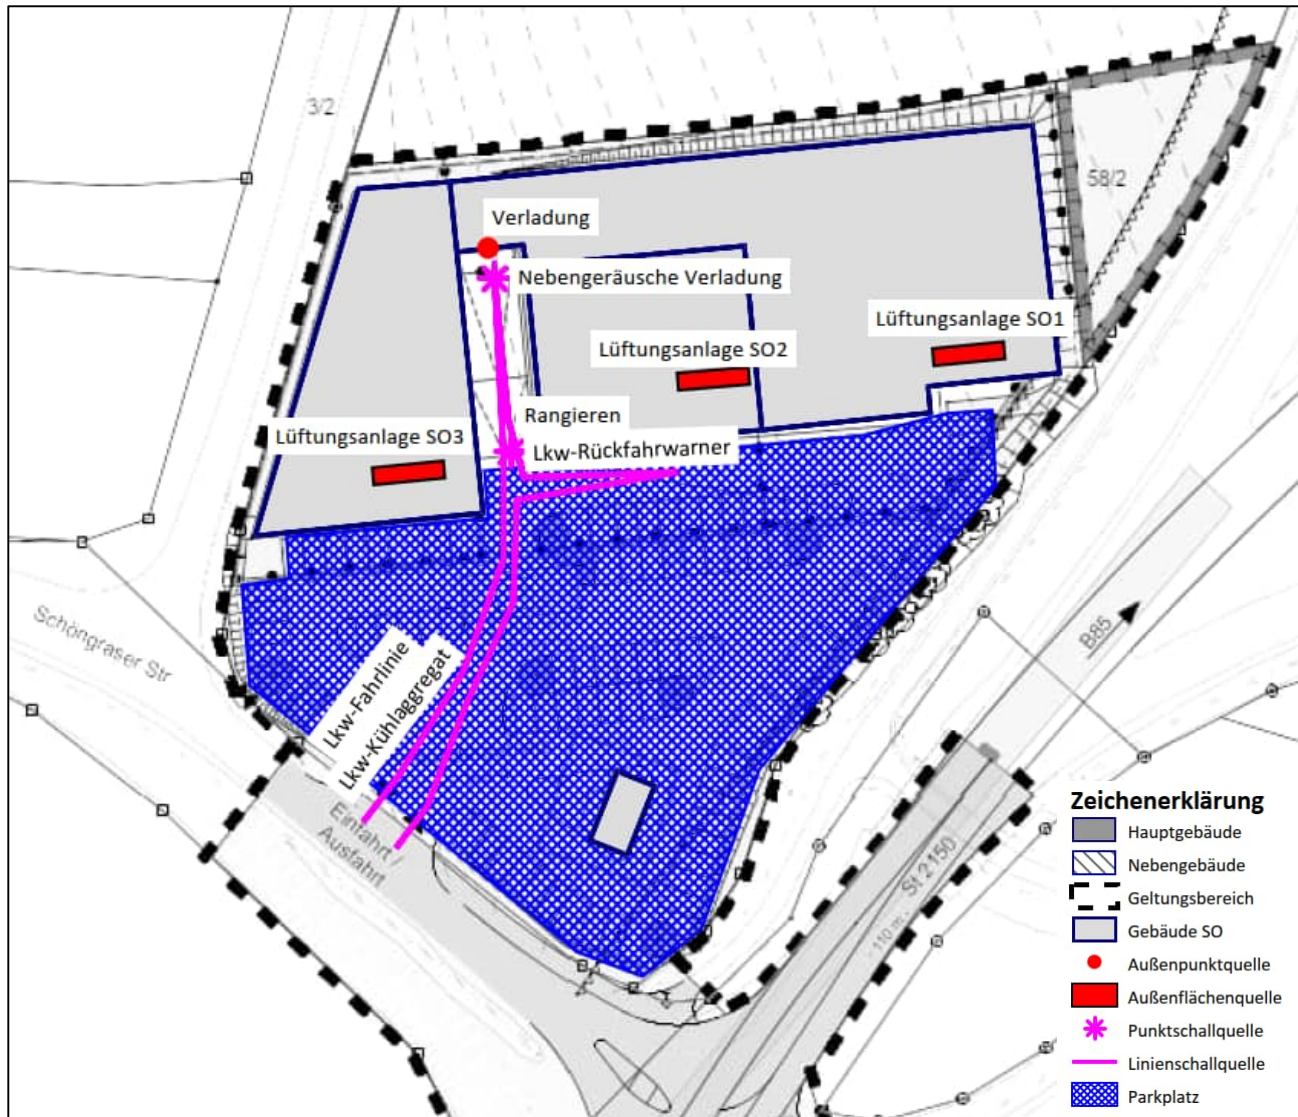 3/2
58/2
Verladung
Nebengeräusche Verladung
Lüftungsanlage SO1
Lüftungsanlage SO2
Rangieren
Lüftungsanlage SO3
Lkw-Rückfahrwarner
Schöngraser Str
Lkw-Fahrlinie
Lkw-Kühlaggregat
Einfahrt /
Ausfahrt
B85
St 2150
- 110 m -
Zeichenerklärung
Hauptgebäude
Nebengebäude
Geltungsbereich
Gebäude SO
Außenpunktquelle
Außenflächenquelle
Punktschallquelle
Linienschallquelle
Parkplatz